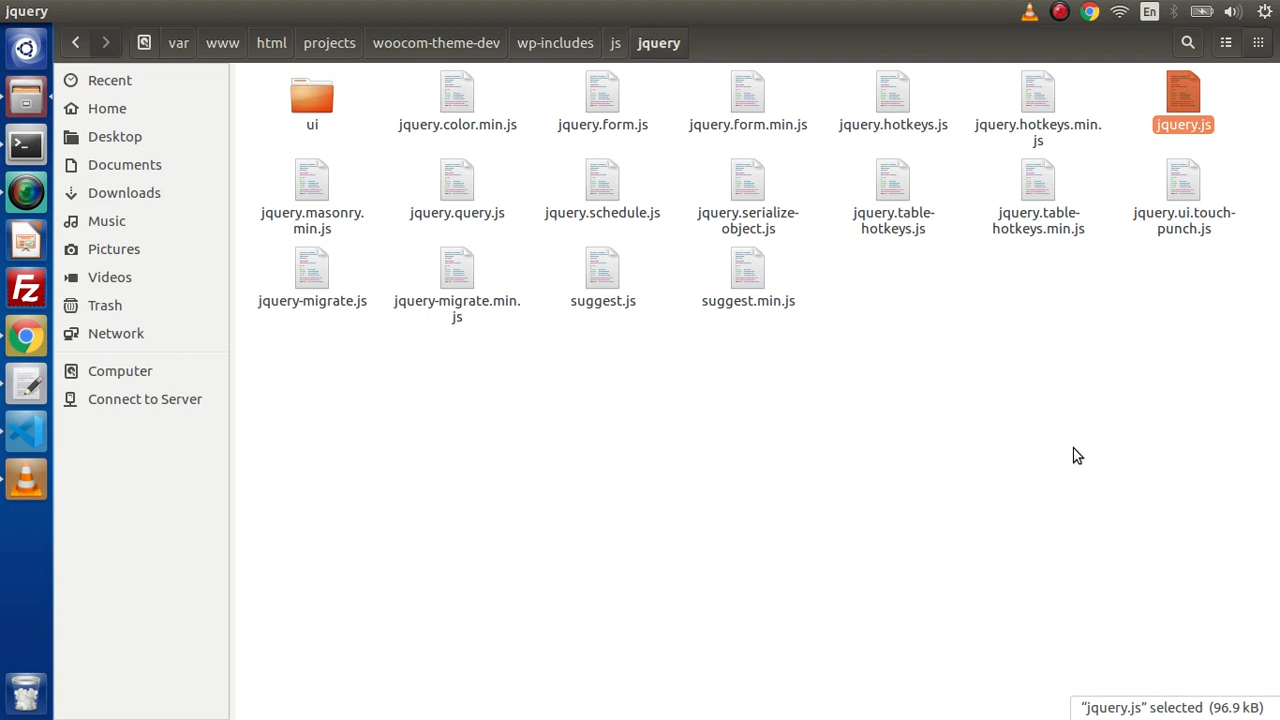 jquery
En
var
www
html
projects
woocom-theme-dev
wp-includes
js
jquery
Recent
Home
Desktop
Documents
Downloads
Music
Pictures
Videos
Trash
Network
Computer
Connect to Server
ui
jquery.color.min.js
jquery.form.js
jquery.form.min.js
jquery.hotkeys.js
jquery.hotkeys.min.
js
jquery.js
jquery.masonry.
min.js
jquery.query.js
jquery.schedule.js
jquery.serialize-
object.js
jquery.table-
hotkeys.js
jquery.table-
hotkeys.min.js
jquery.ui.touch-
punch.js
jquery-migrate.js
jquery-migrate.min.
js
suggest.js
suggest.min.js
Fz
“jquery.js” selected (96.9 kB)